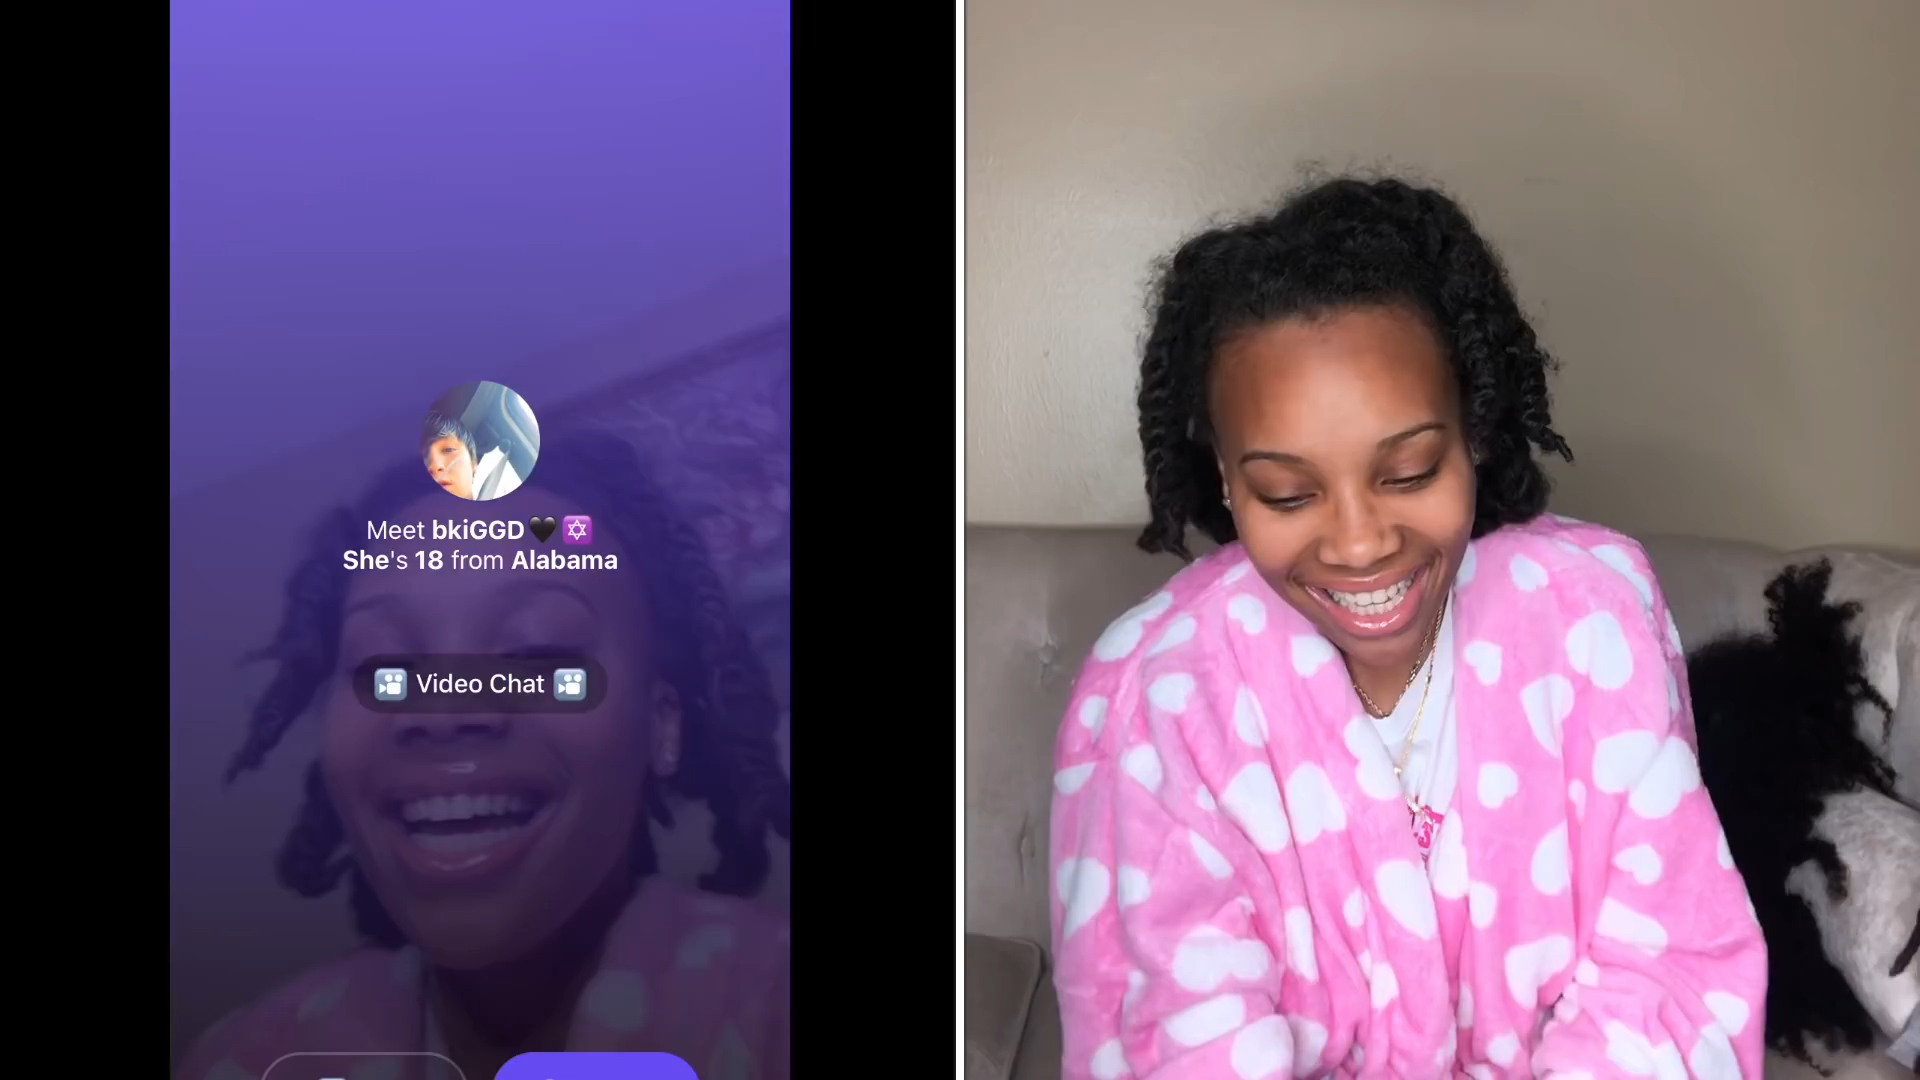 Meet bkiGGD🖤🔯
She's 18 from Alabama
🎦 Video Chat 🎦